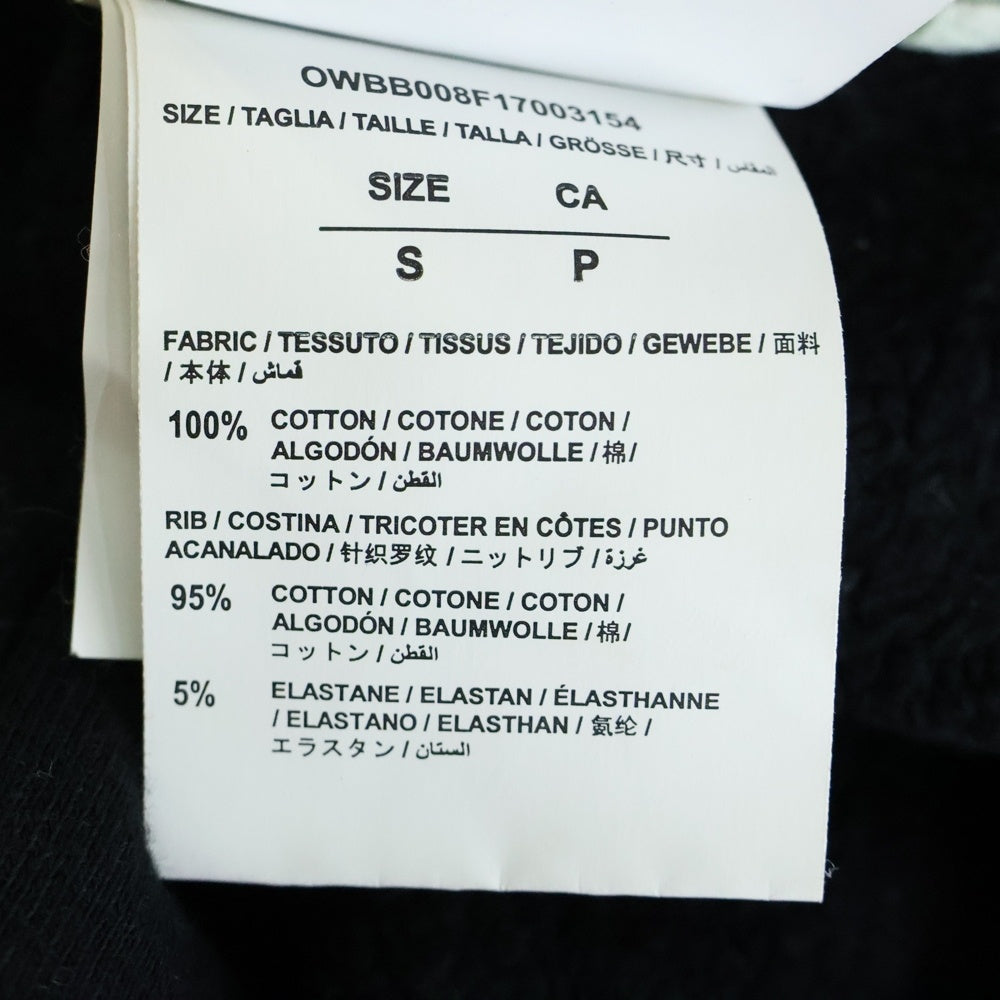 OWBB008F17003154
SIZE / TAGLIA / TAILLE / TALLA / GRÖSSE / 尺寸 / المقاس
SIZE CA
S P
FABRIC / TESSUTO / TISSUS / TEJIDO / GEWEBE / 面料
/ 本体 / قماش
100% COTTON / COTONE / COTON /
ALGODÓN / BAUMWOLLE / 棉/
コットン / القطن
RIB / COSTINA / TRICOTER EN CÔTES / PUNTO
ACANALADO / 针织罗纹 / ニットリブ / غرزة
95% COTTON / COTONE / COTON /
ALGODÓN / BAUMWOLLE / 棉/
コットン / القطن
5% ELASTANE / ELASTAN / ÉLASTHANNE
/ ELASTANO / ELASTHAN / 氨纶 /
エラスタン / الستان